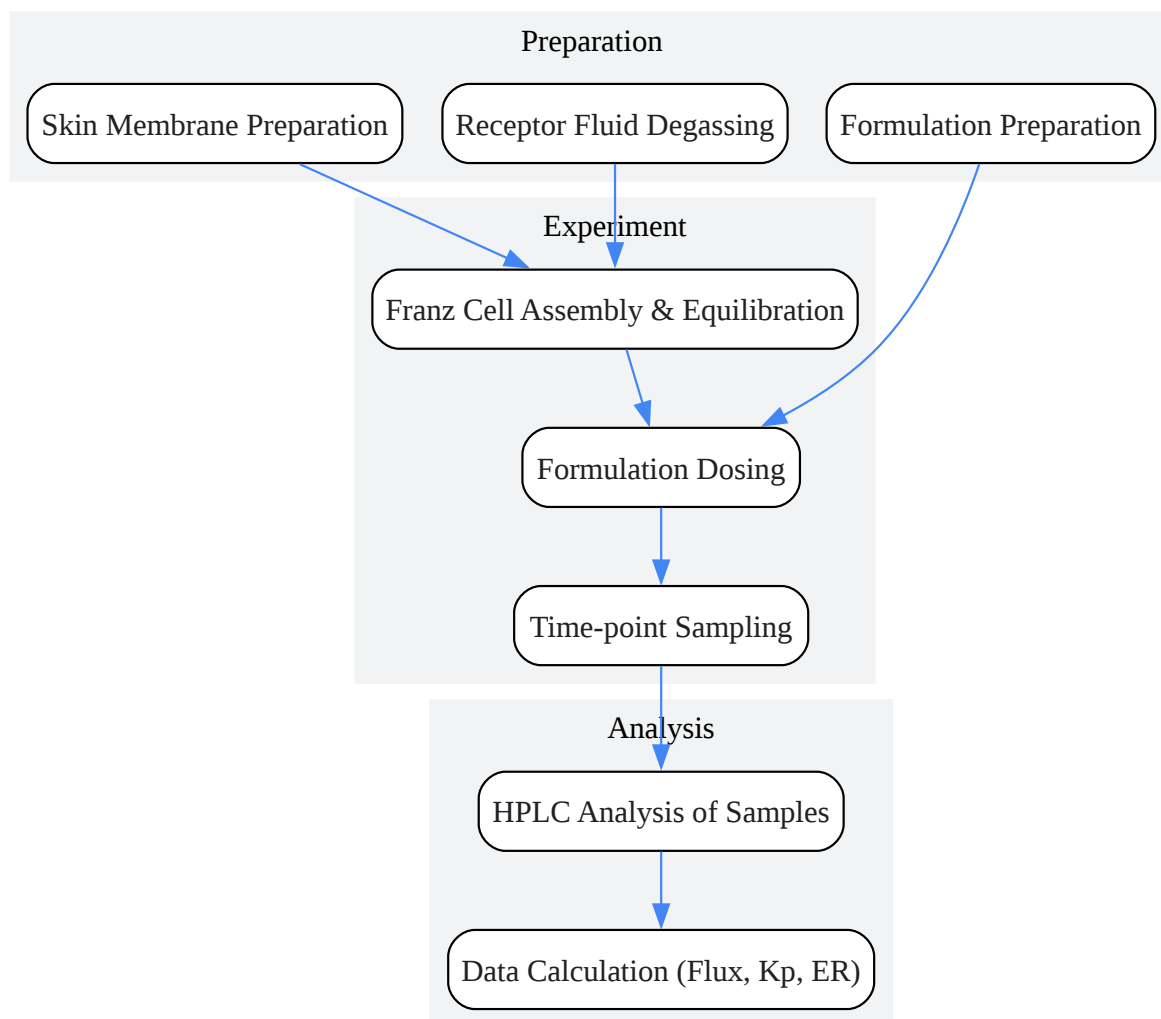 Preparation
Skin Membrane Preparation
Receptor Fluid Degassing
Formulation Preparation
Experiment
Franz Cell Assembly & Equilibration
Formulation Dosing
Time-point Sampling
Analysis
HPLC Analysis of Samples
Data Calculation (Flux, Kp, ER)